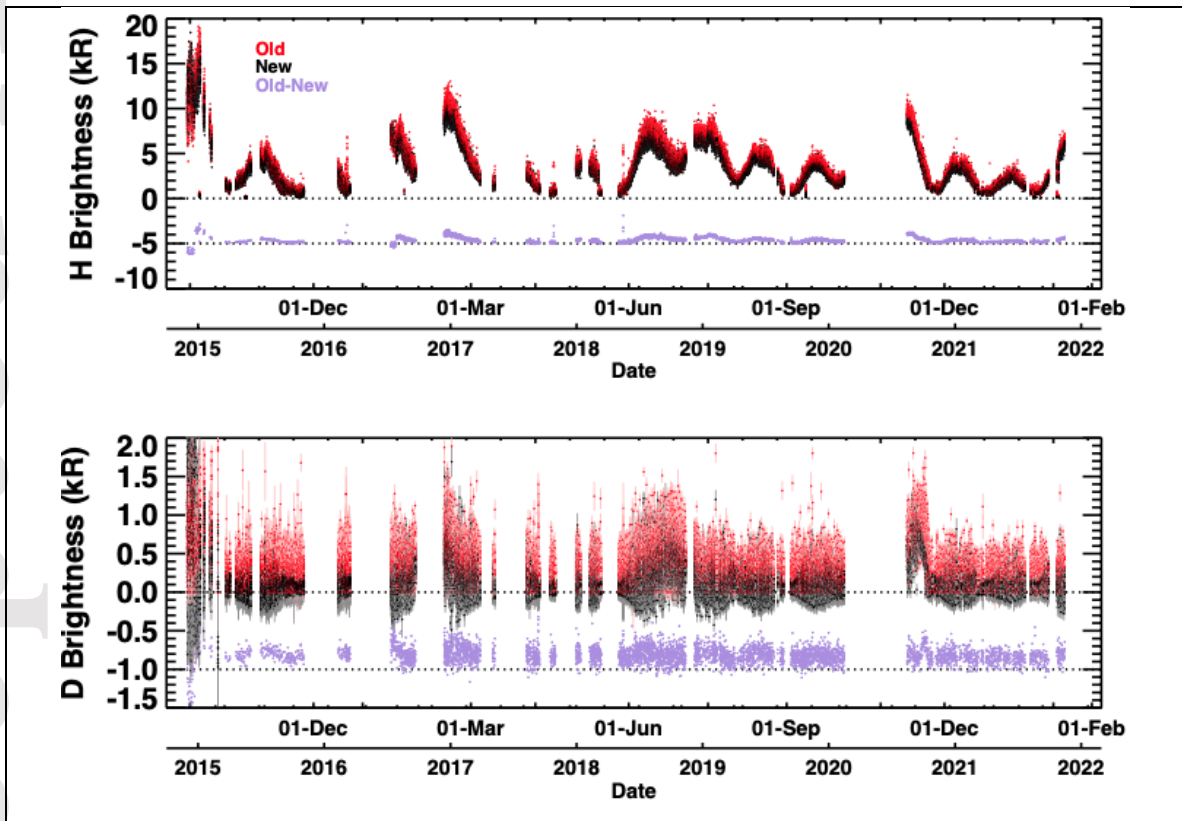 20
15
10
5
0
-5
-10
H Brightness (kR)
Old
New
Old-New
01-Dec 01-Mar 01-Jun 01-Sep 01-Dec 01-Feb
2015 2016 2017 2018 2019 2020 2021 2022
Date
2.0
1.5
1.0
0.5
0.0
-0.5
-1.0
-1.5
D Brightness (kR)
01-Dec 01-Mar 01-Jun 01-Sep 01-Dec 01-Feb
2015 2016 2017 2018 2019 2020 2021 2022
Date